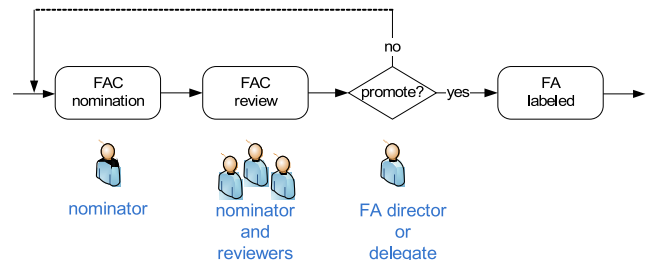 no
FAC
nomination
FAC
review
promote?
yes
FA
labeled
nominator
nominator
and
reviewers
FA director
or
delegate